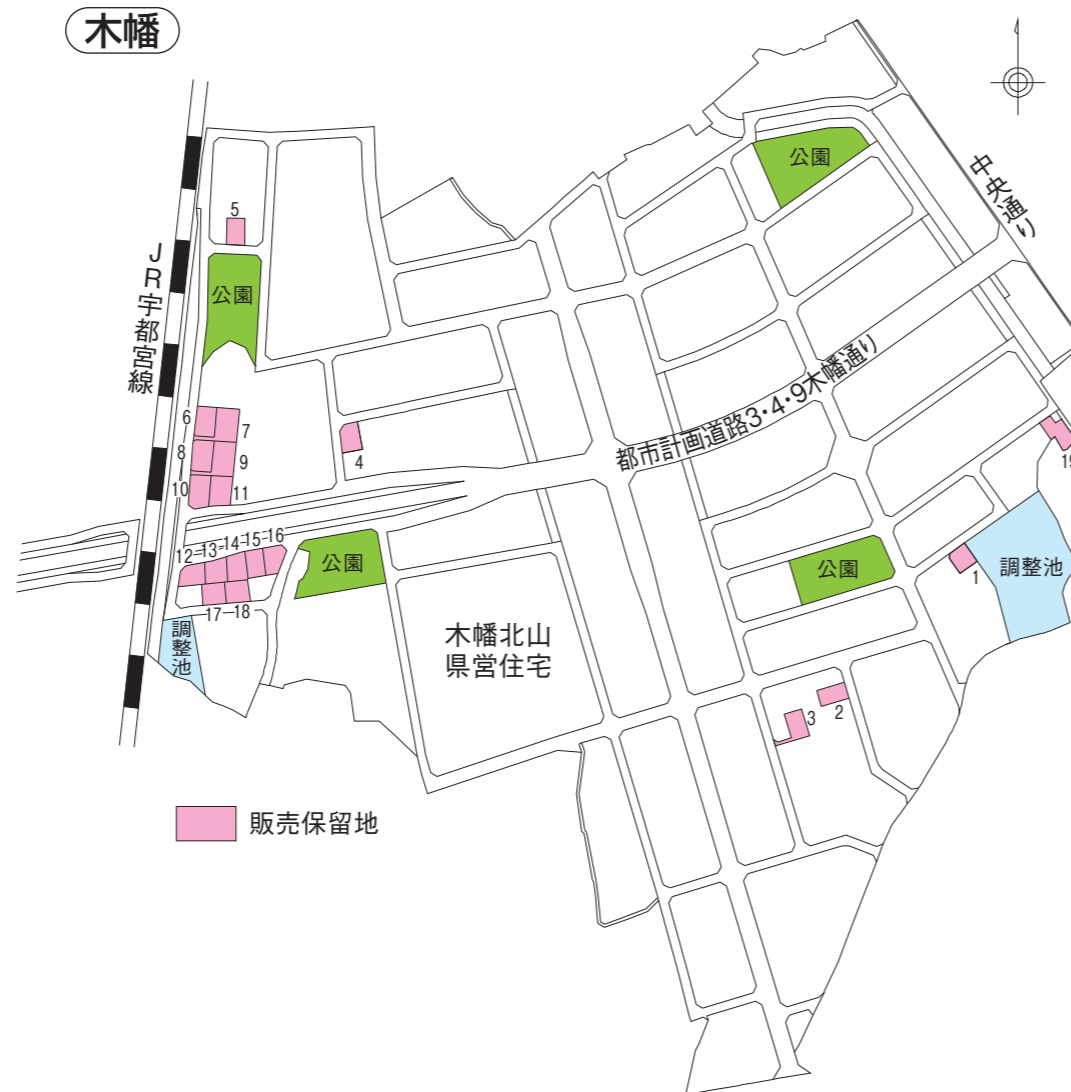 木幡
公園
中央通り
5
JR宇都宮線
公園
都市計画道路3・4・9木幡通り
6
7
4
8
9
19
10
11
12-13-14-15-16
公園
公園
1
調整池
17-18
調整池
木幡北山
県営住宅
3
2
販売保留地